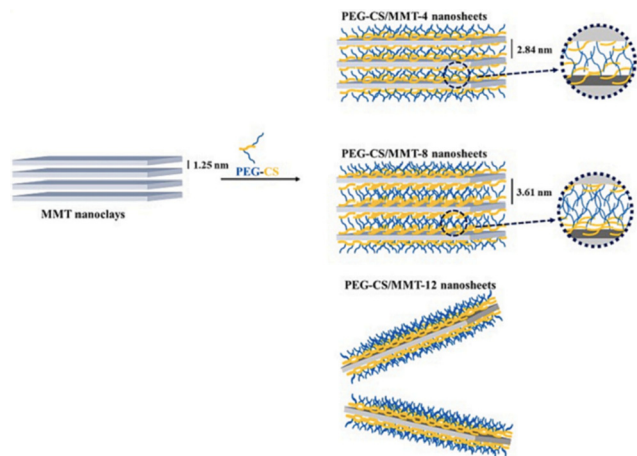 PEG-CS/MMT-4 nanosheets
2.84 nm
1.25 nm
PEG-CS
MMT nanoclays
PEG-CS/MMT-8 nanosheets
3.61 nm
PEG-CS/MMT-12 nanosheets